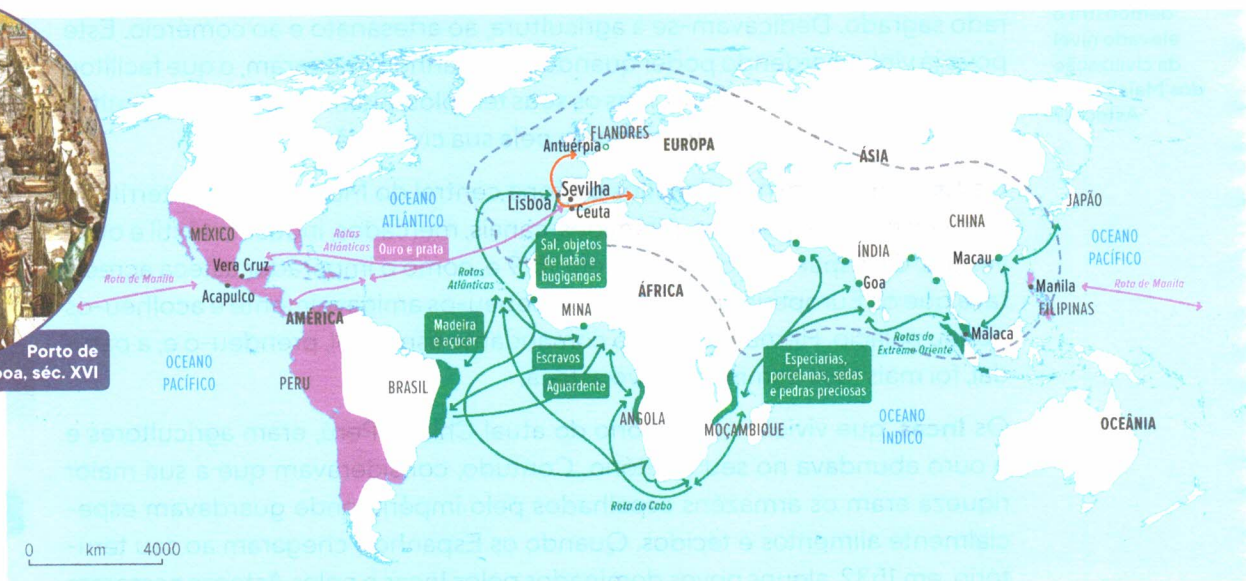 FLANDRES
Antuérpia
EUROPA
ÁSIA
Sevilha
Lisboa
Ceuta
OCEANO
ATLÂNTICO
JAPÃO
CHINA
MÉXICO
Rotas
Atlânticas
Ouro e prata
Sal, objetos
de latão e
bugigangas
ÍNDIA
OCEANO
PACÍFICO
Vera Cruz
Macau
Rota de Manila
Rotas
Atlânticas
Goa
Manila
Rota de Manila
Acapulco
ÁFRICA
FILIPINAS
AMÉRICA
MINA
Madeira
e açúcar
Rotas do
Extremo Oriente
Malaca
Porto de
boa, séc. XVI
OCEANO
PACÍFICO
Escravos
Especiarias,
porcelanas, sedas
e pedras preciosas
PERU
BRASIL
Aguardente
ANGOLA
MOÇAMBIQUE
OCEANO
ÍNDICO
OCEÂNIA
Rota do Cabo
0 km 4000